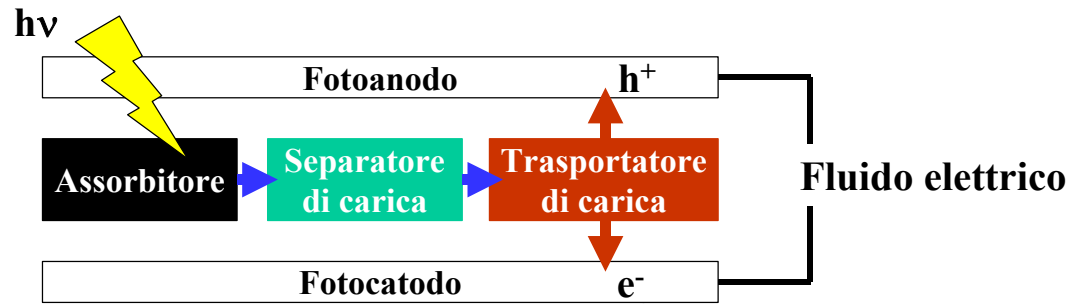 hν
Fotoanodo h⁺
Assorbitore
Separatore
di carica
Trasportatore
di carica
Fluido elettrico
Fotocatodo e⁻